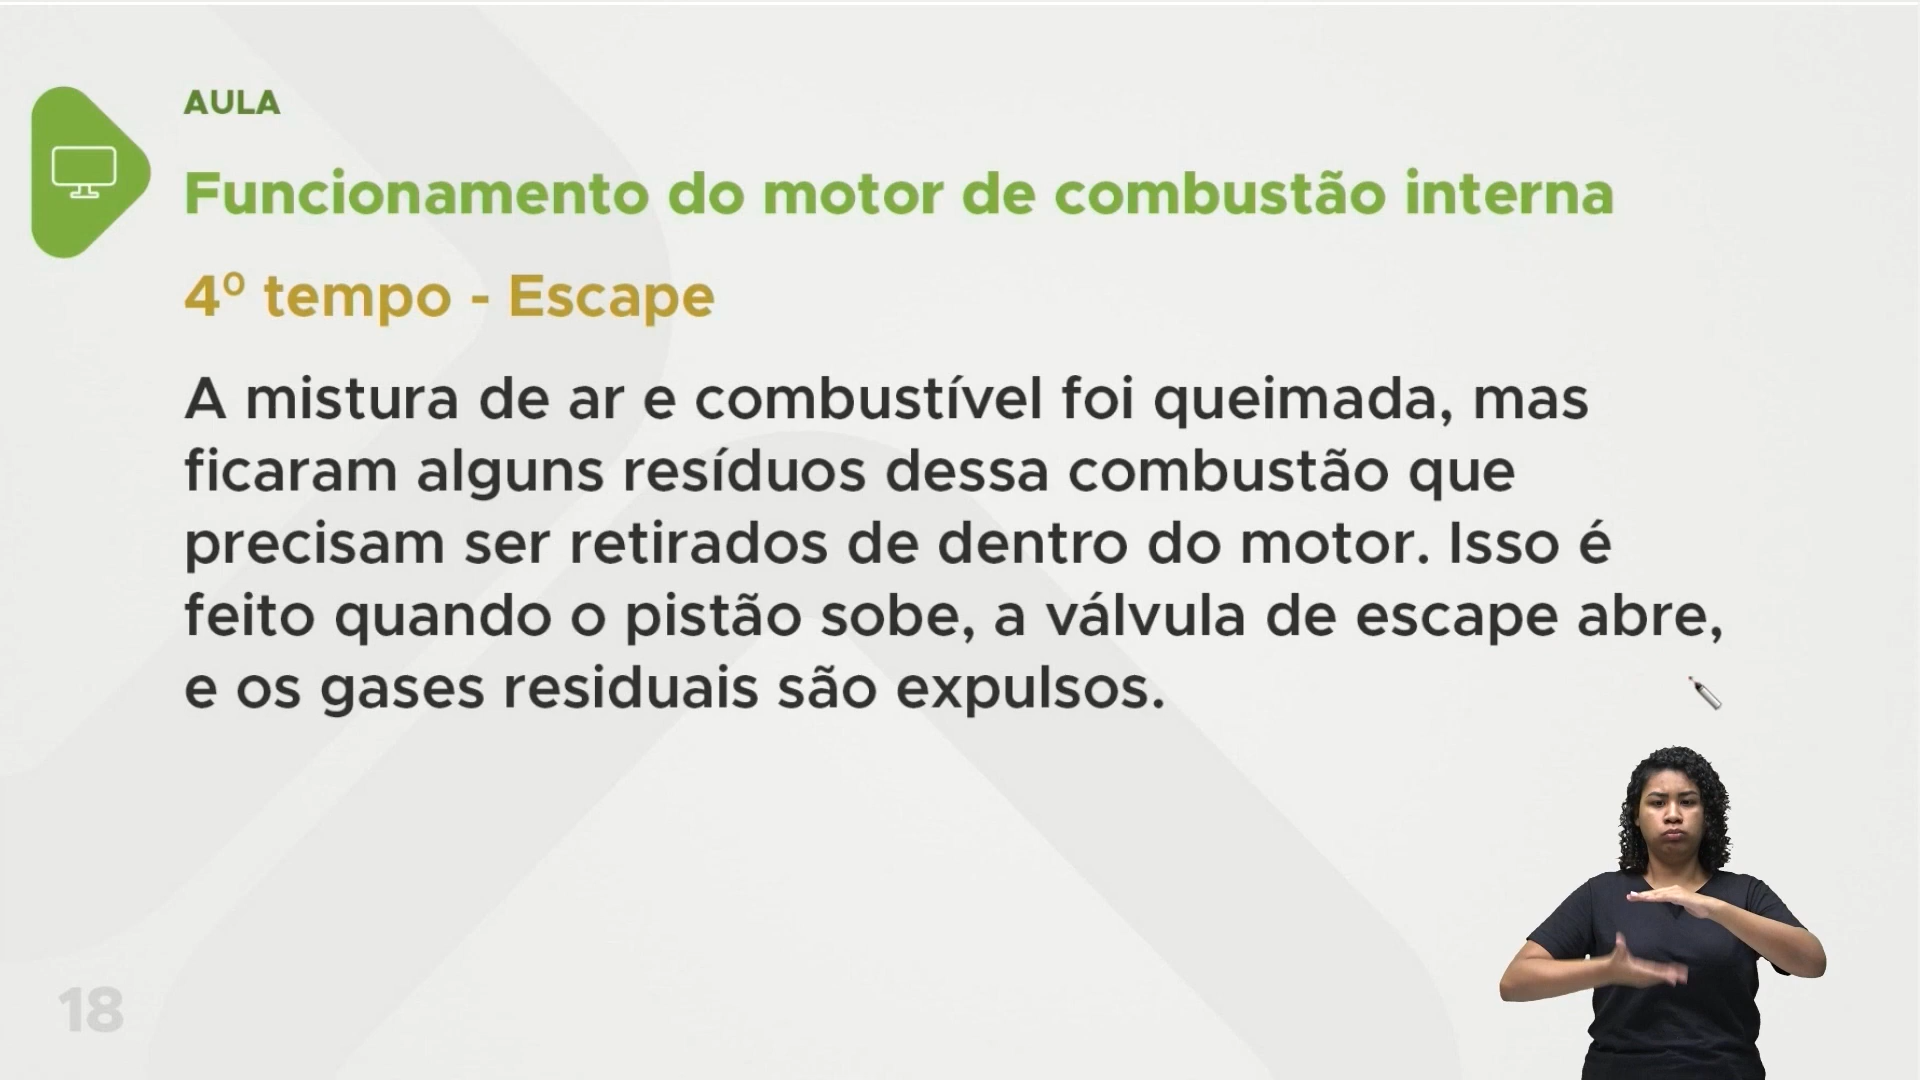 AULA
Funcionamento do motor de combustão interna
4º tempo - Escape
A mistura de ar e combustível foi queimada, mas
ficaram alguns resíduos dessa combustão que
precisam ser retirados de dentro do motor. Isso é
feito quando o pistão sobe, a válvula de escape abre,
e os gases residuais são expulsos.
18